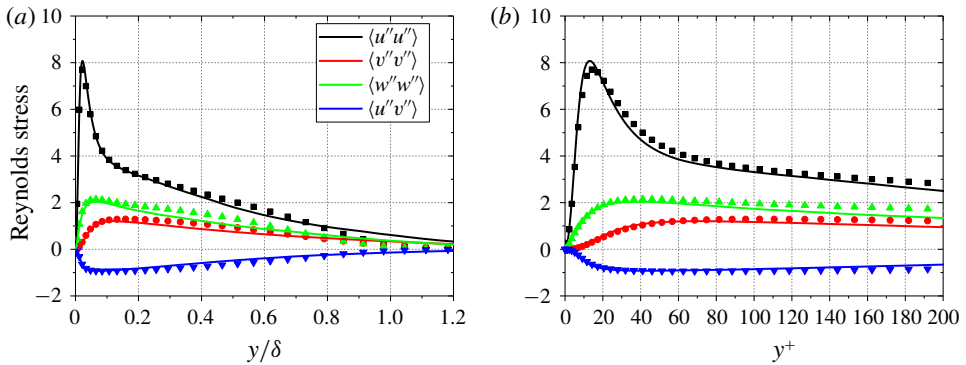 (a)
10
8
6
4
2
0
−2
Reynolds stress
⟨u″u″⟩
⟨v″v″⟩
⟨w″w″⟩
⟨u″v″⟩
0 0.2 0.4 0.6 0.8 1.0 1.2
y/δ
(b)
10
8
6
4
2
0
−2
0 20 40 60 80 100 120 140 160 180 200
y⁺